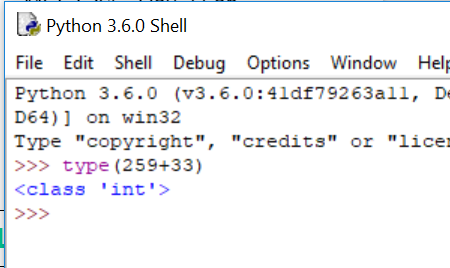 Python 3.6.0 Shell
File Edit Shell Debug Options Window
Python 3.6.0 (v3.6.0:41df79263a11,
D64)] on win32
Type "copyright", "credits" or
>>> type(259+33)
<class 'int'>
>>>